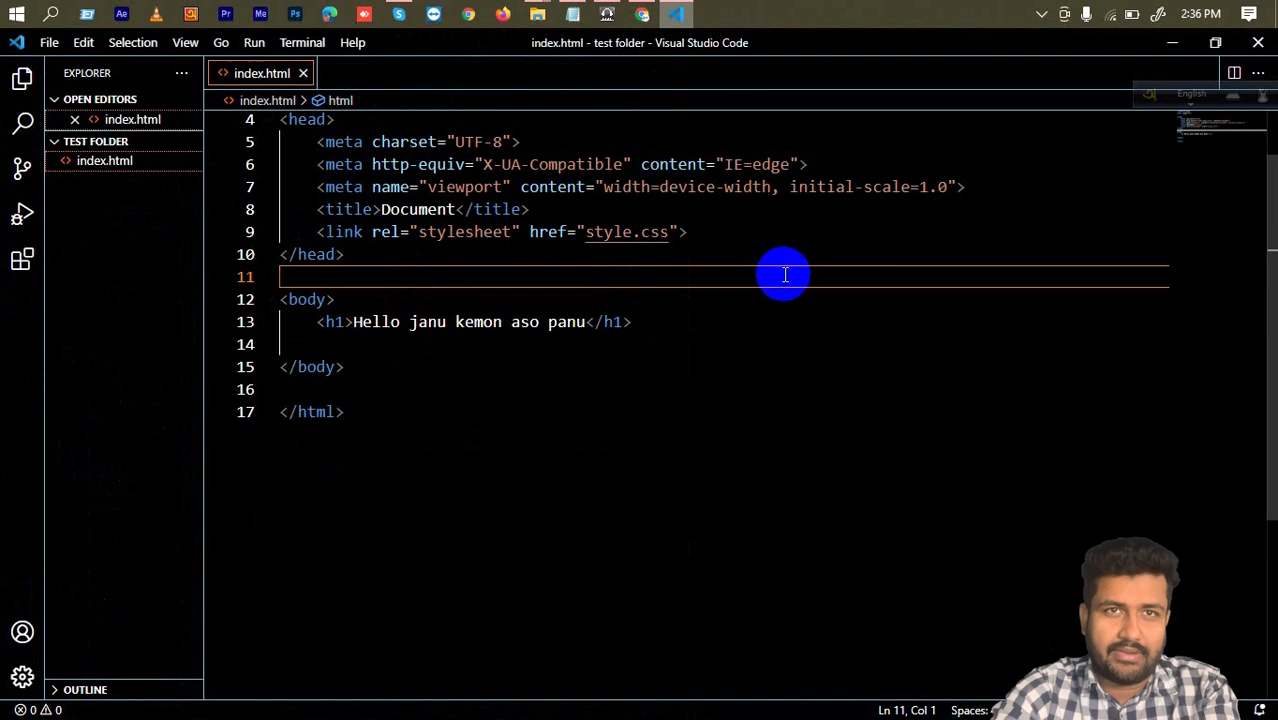 2:36 PM
File Edit Selection View Go Run Terminal Help
index.html - test folder - Visual Studio Code
EXPLORER
index.html
OPEN EDITORS
index.html
TEST FOLDER
index.html
index.html > html
English
4 <head>
5 <meta charset="UTF-8">
6 <meta http-equiv="X-UA-Compatible" content="IE=edge">
7 <meta name="viewport" content="width=device-width, initial-scale=1.0">
8 <title>Document</title>
9 <link rel="stylesheet" href="style.css">
10 </head>
11
12 <body>
13 <h1>Hello janu kemon aso panu</h1>
14
15 </body>
16
17 </html>
OUTLINE
0 0
Ln 11, Col 1 Spaces: